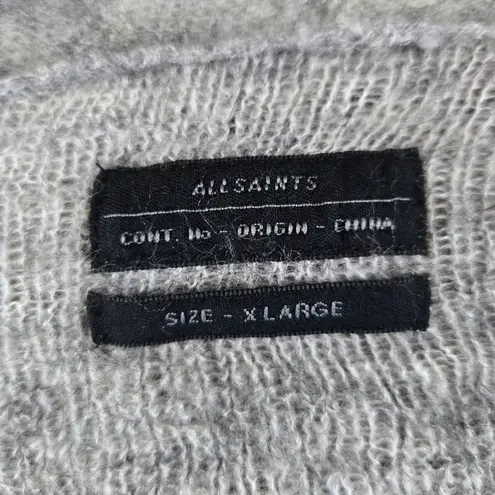 ALLSAINTS
CONT. No - ORIGIN - CHINA
SIZE - X LARGE